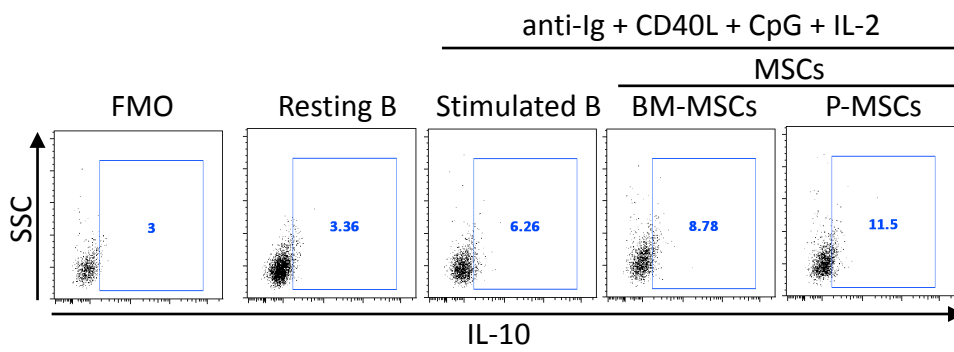 anti-Ig + CD40L + CpG + IL-2
MSCs
FMO
Resting B
Stimulated B
BM-MSCs
P-MSCs
SSC
3
3.36
6.26
8.78
11.5
IL-10